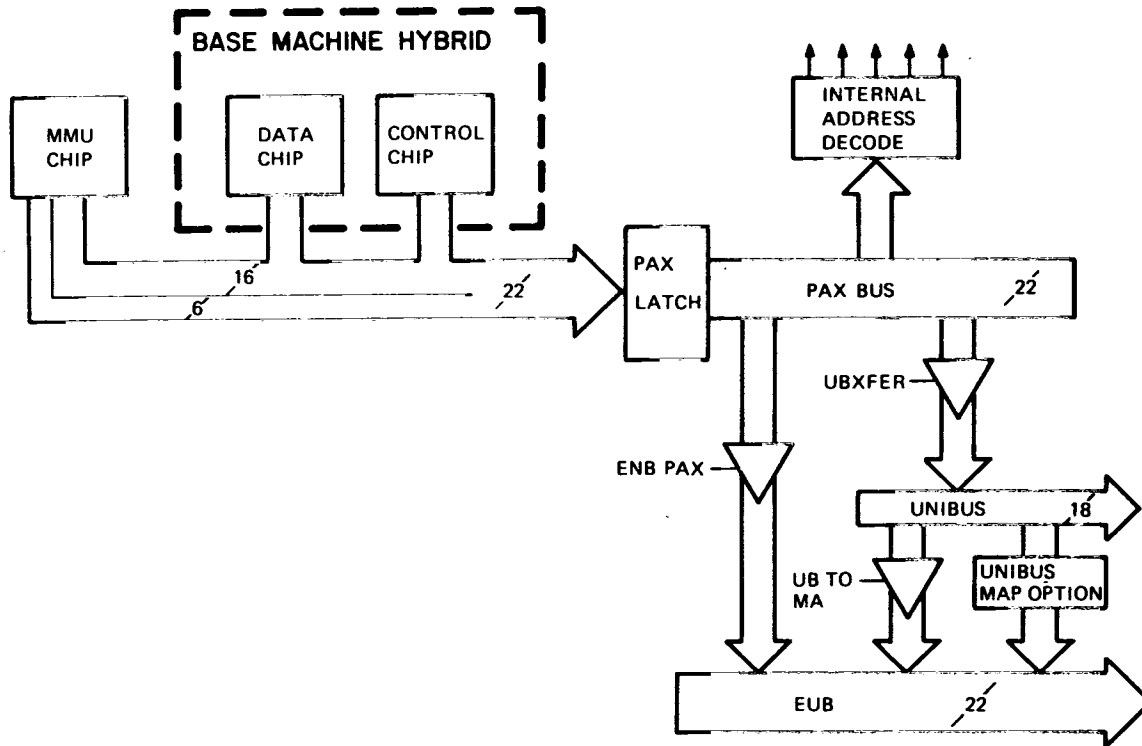 BASE MACHINE HYBRID
MMU
CHIP
DATA
CHIP
CONTROL
CHIP
INTERNAL
ADDRESS
DECODE
16
6
22
PAX
LATCH
PAX BUS
22
UBXFER
ENB PAX
UNIBUS
18
UB TO
MA
UNIBUS
MAP OPTION
EUB
22